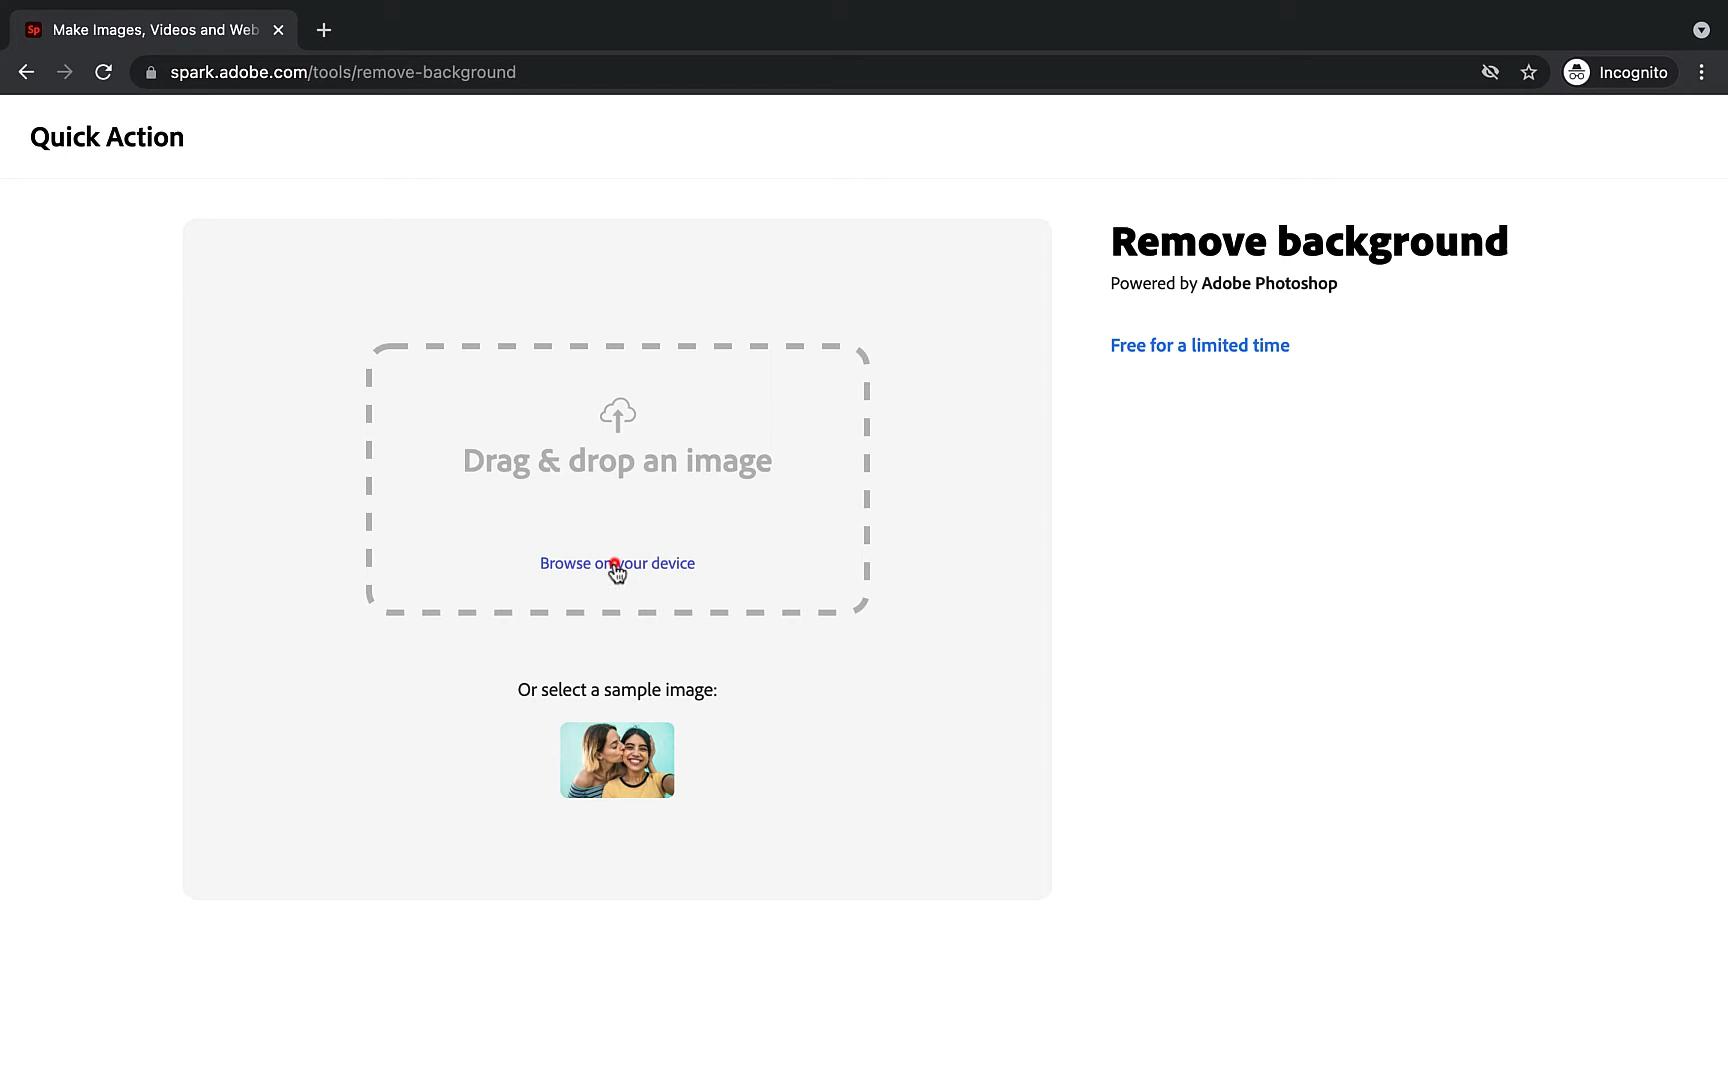 Sp Make Images, Videos and Web
spark.adobe.com/tools/remove-background
Incognito
Quick Action
Remove background
Powered by Adobe Photoshop
Free for a limited time
Drag & drop an image
Browse on your device
Or select a sample image: